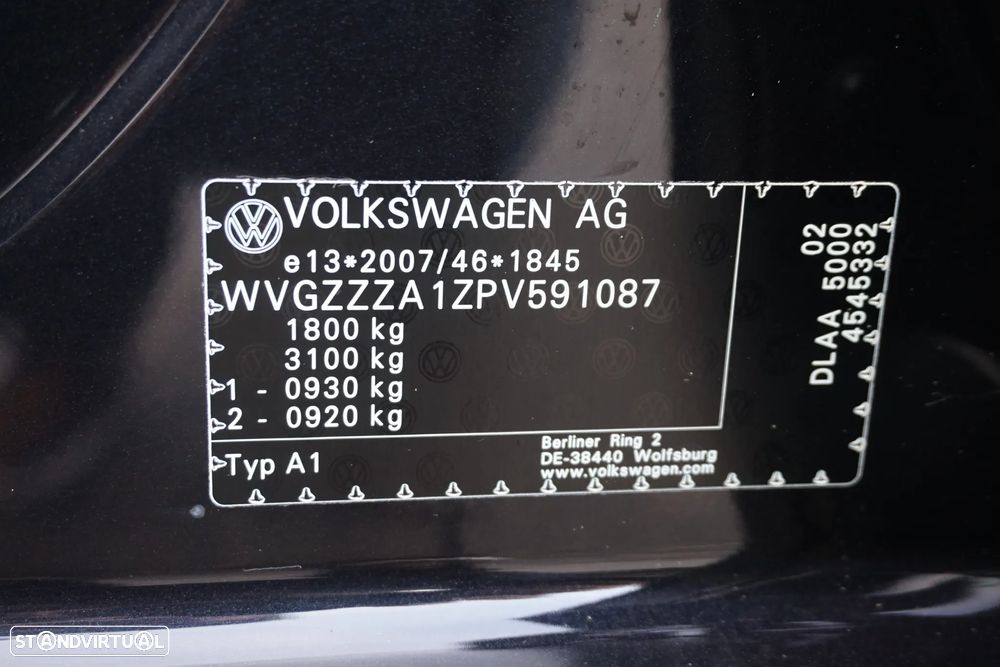 VOLKSWAGEN AG
e13*2007/46*1845
WVGZZZA1ZPV591087
1800 kg
3100 kg
1 - 0930 kg
2 - 0920 kg
Typ A1
Berliner Ring 2
DE-38440 Wolfsburg
www.volkswagen.com
02
DLAA 5000
4545332
STANDVIRTUAL